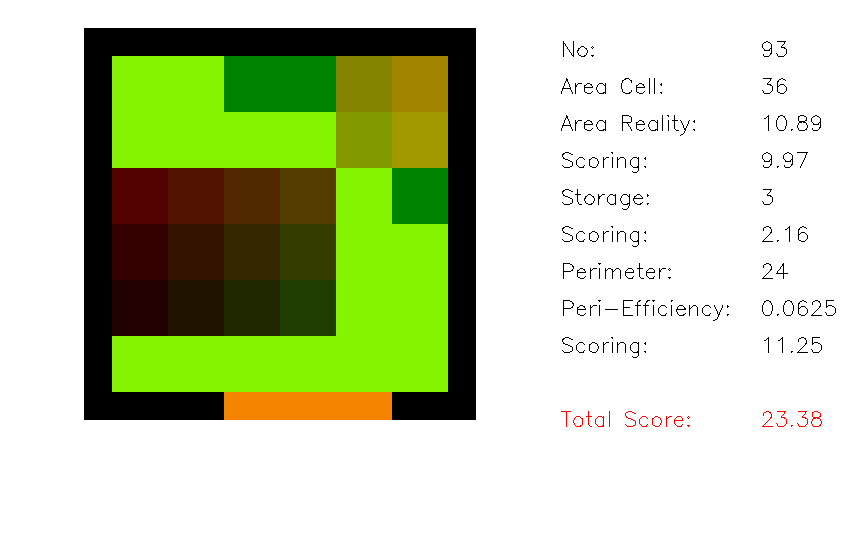 No: 93
Area Cell: 36
Area Reality: 10.89
Scoring: 9.97
Storage: 3
Scoring: 2.16
Perimeter: 24
Peri-Efficiency: 0.0625
Scoring: 11.25
Total Score: 23.38